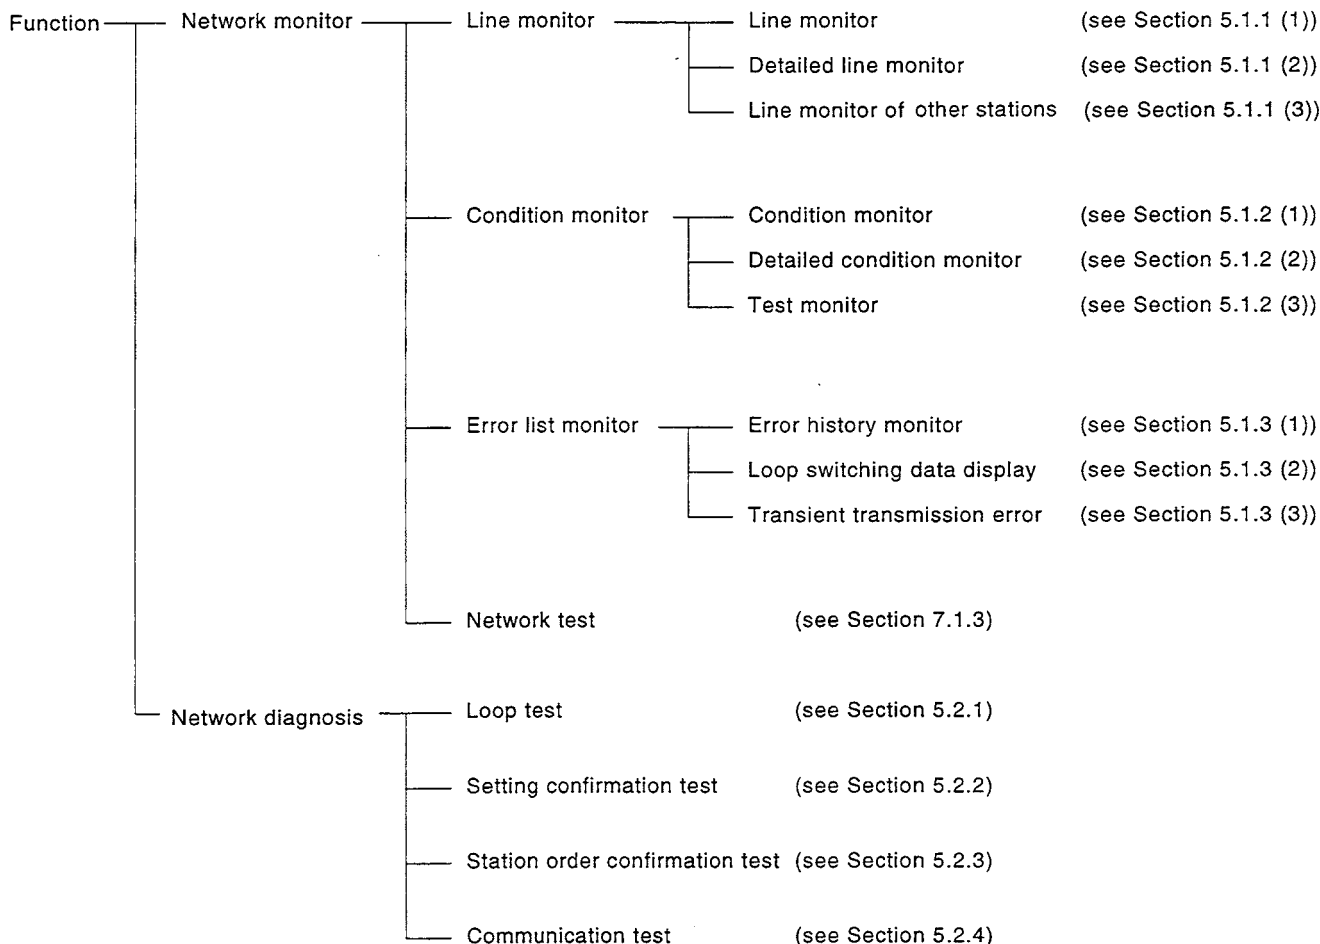 Function Network monitor Line monitor Line monitor (see Section 5.1.1 (1))
Detailed line monitor (see Section 5.1.1 (2))
Line monitor of other stations (see Section 5.1.1 (3))
Condition monitor Condition monitor (see Section 5.1.2 (1))
Detailed condition monitor (see Section 5.1.2 (2))
Test monitor (see Section 5.1.2 (3))
Error list monitor Error history monitor (see Section 5.1.3 (1))
Loop switching data display (see Section 5.1.3 (2))
Transient transmission error (see Section 5.1.3 (3))
Network test (see Section 7.1.3)
Network diagnosis Loop test (see Section 5.2.1)
Setting confirmation test (see Section 5.2.2)
Station order confirmation test (see Section 5.2.3)
Communication test (see Section 5.2.4)